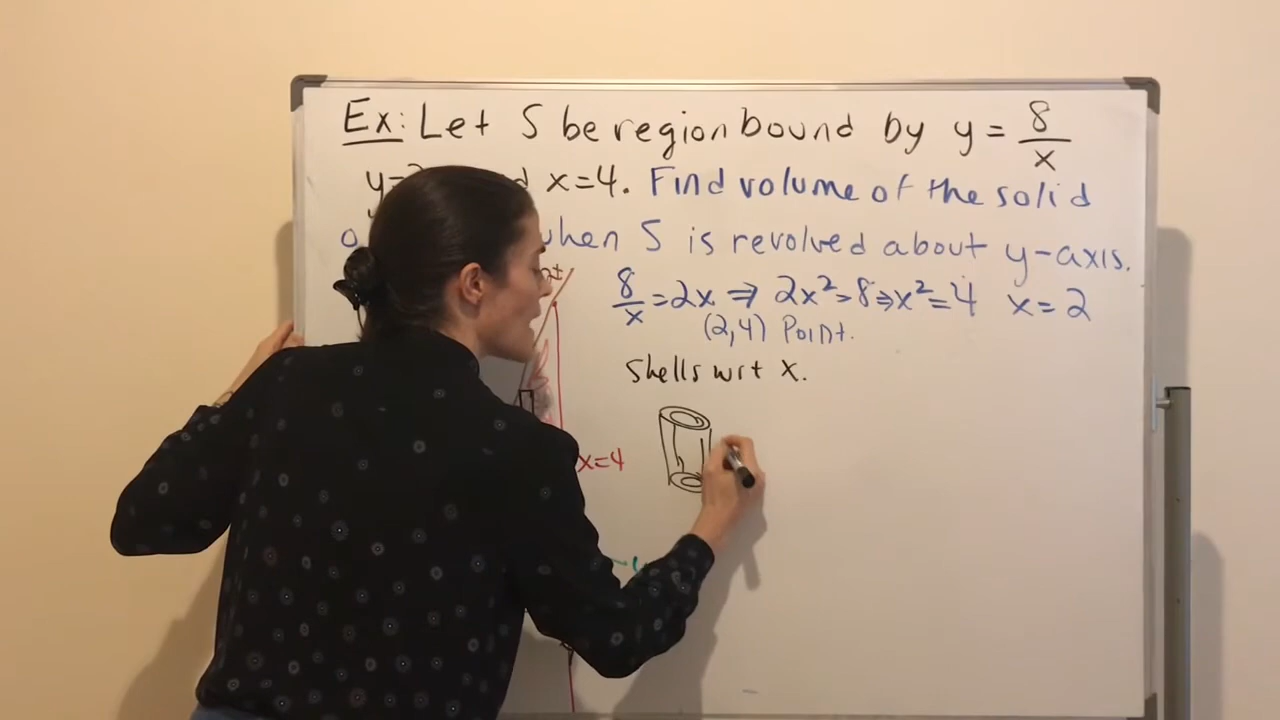 Ex: Let S be region bound by y = 8/x
y=2 x=4. Find volume of the solid
when S is revolved about y-axis.
8/x = 2x ⇒ 2x² = 8 ⇒ x² = 4 x = 2
(2,4) Point.
Shells wrt x.
x=4